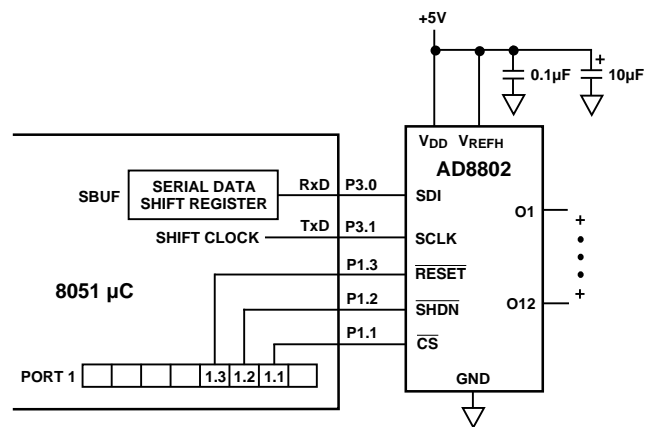 +5V
0.1µF
+
10µF
VDD VREFH
AD8802
SBUF
SERIAL DATA
SHIFT REGISTER
RxD P3.0
SDI
O1
SHIFT CLOCK
TxD P3.1
SCLK
+
P1.3
RESET
8051 µC
P1.2
SHDN
+
O12
P1.1
CS
PORT 1
1.3 1.2 1.1
GND